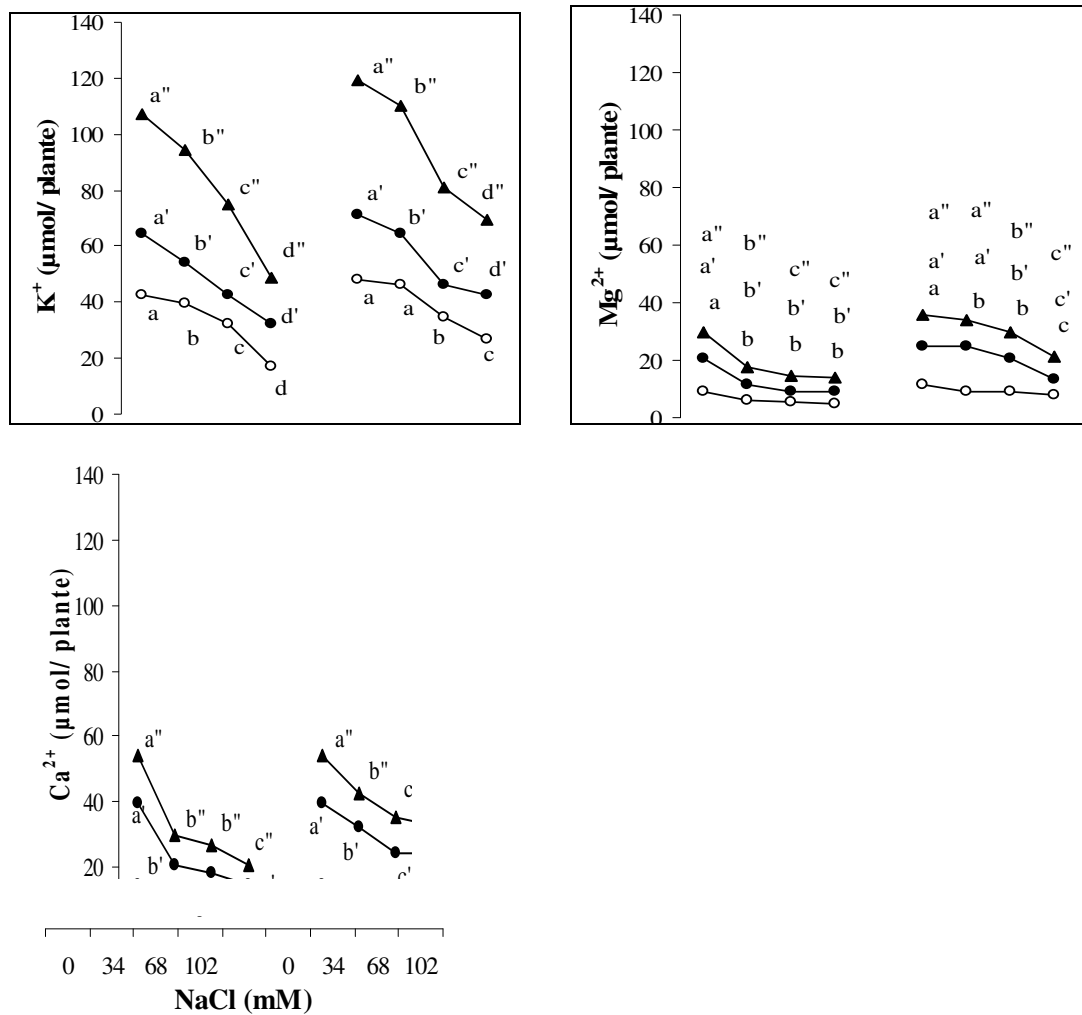 K+ (µmol/ plante)
140
120
100
80
60
40
20
0
a" b" c" d"
a' b' c' d'
a b c d
a" b" c" d"
a' b' c' d'
a a b c
Mg2+ (µmol/ plante)
140
120
100
80
60
40
20
0
a" b" c" c"
a' b' b' b'
a b b b
a" a" b" c"
a' a' b' c'
a b b c
Ca2+ (µmol/ plante)
140
120
100
80
60
40
20
a" b" b" c"
a' b'
a" b" c
a' b' c'
0 34 68 102 0 34 68 102
NaCl (mM)